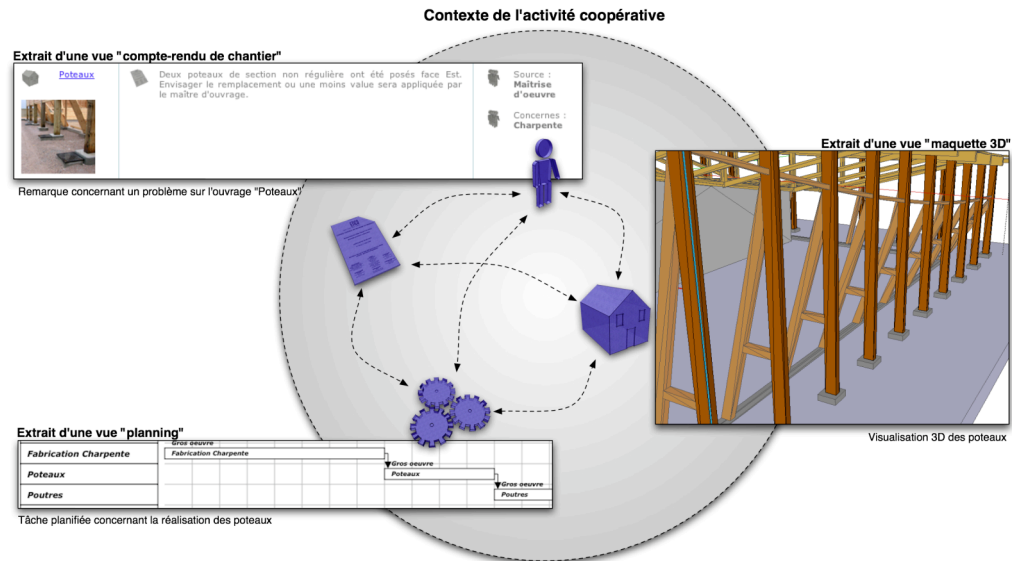 Contexte de l'activité coopérative
Extrait d'une vue "compte-rendu de chantier"
Poteaux
Deux poteaux de section non régulière ont été posés face Est.
Envisager le remplacement ou une moins value sera appliquée par
le maître d'ouvrage.
Source :
Maîtrise
d'oeuvre
Concernes :
Charpente
Remarque concernant un problème sur l'ouvrage "Poteaux"
Extrait d'une vue "maquette 3D"
Visualisation 3D des poteaux
Extrait d'une vue "planning"
Gros oeuvre
Fabrication Charpente
Fabrication Charpente
Gros oeuvre
Poteaux
Poteaux
Gros oeuvre
Poutres
Poutres
Tâche planifiée concernant la réalisation des poteaux